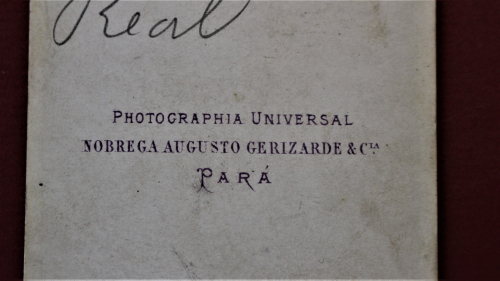 Real
PHOTOGRAPHIA UNIVERSAL
NOBREGA AUGUSTO GERIZARDE & Cia
PARÁ